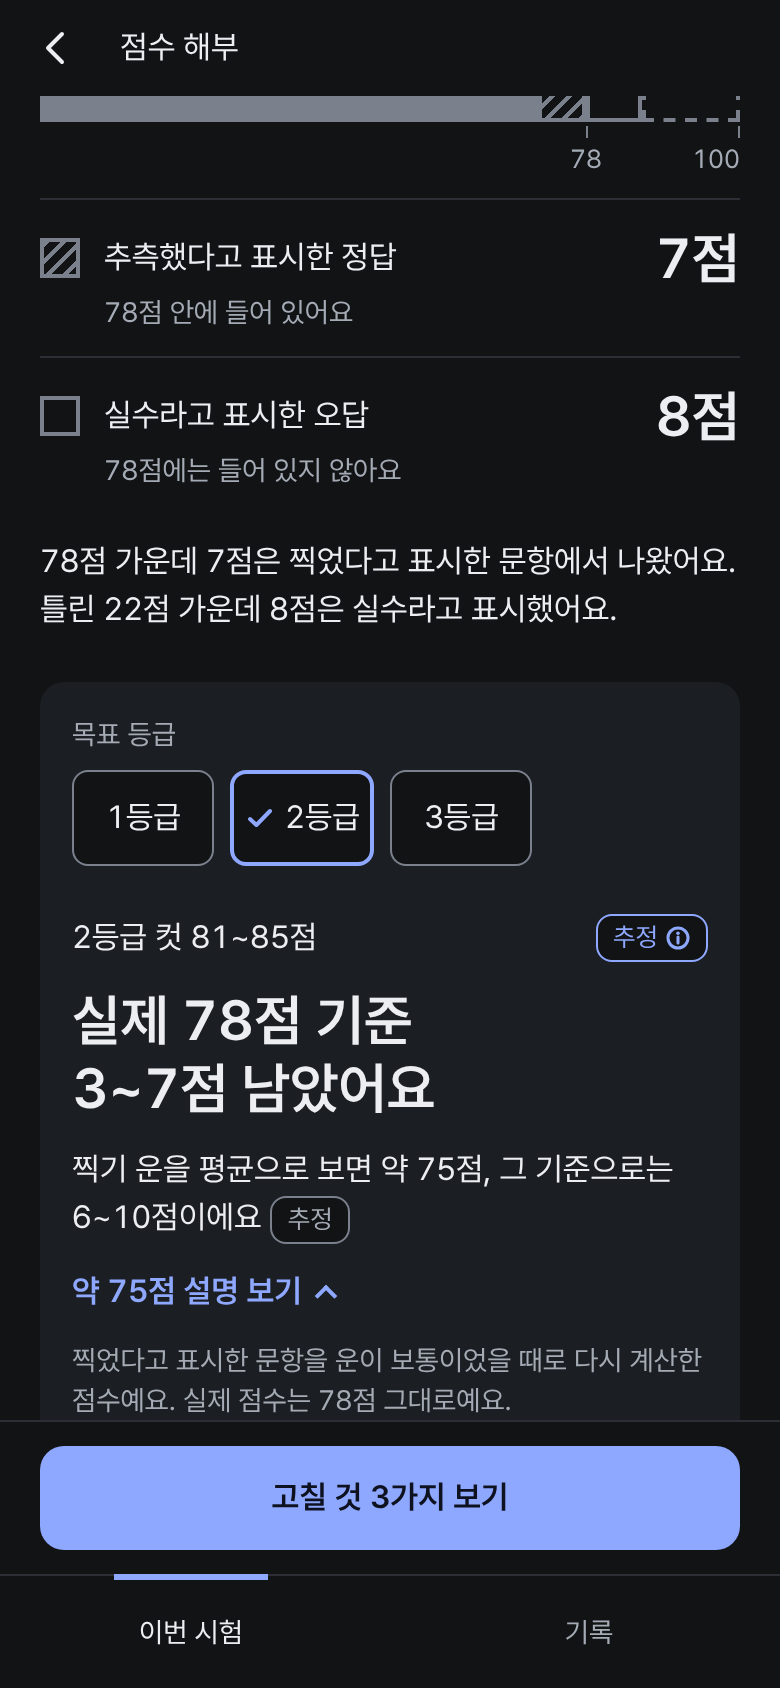 점수 해부
78
100
추측했다고 표시한 정답
7점
78점 안에 들어 있어요
실수라고 표시한 오답
8점
78점에는 들어 있지 않아요
78점 가운데 7점은 찍었다고 표시한 문항에서 나왔어요.
틀린 22점 가운데 8점은 실수라고 표시했어요.
목표 등급
1등급
2등급
3등급
2등급 컷 81~85점
추정
실제 78점 기준
3~7점 남았어요
찍기 운을 평균으로 보면 약 75점, 그 기준으로는
6~10점이에요 추정
약 75점 설명 보기
찍었다고 표시한 문항을 운이 보통이었을 때로 다시 계산한
점수예요. 실제 점수는 78점 그대로예요.
고칠 것 3가지 보기
이번 시험
기록